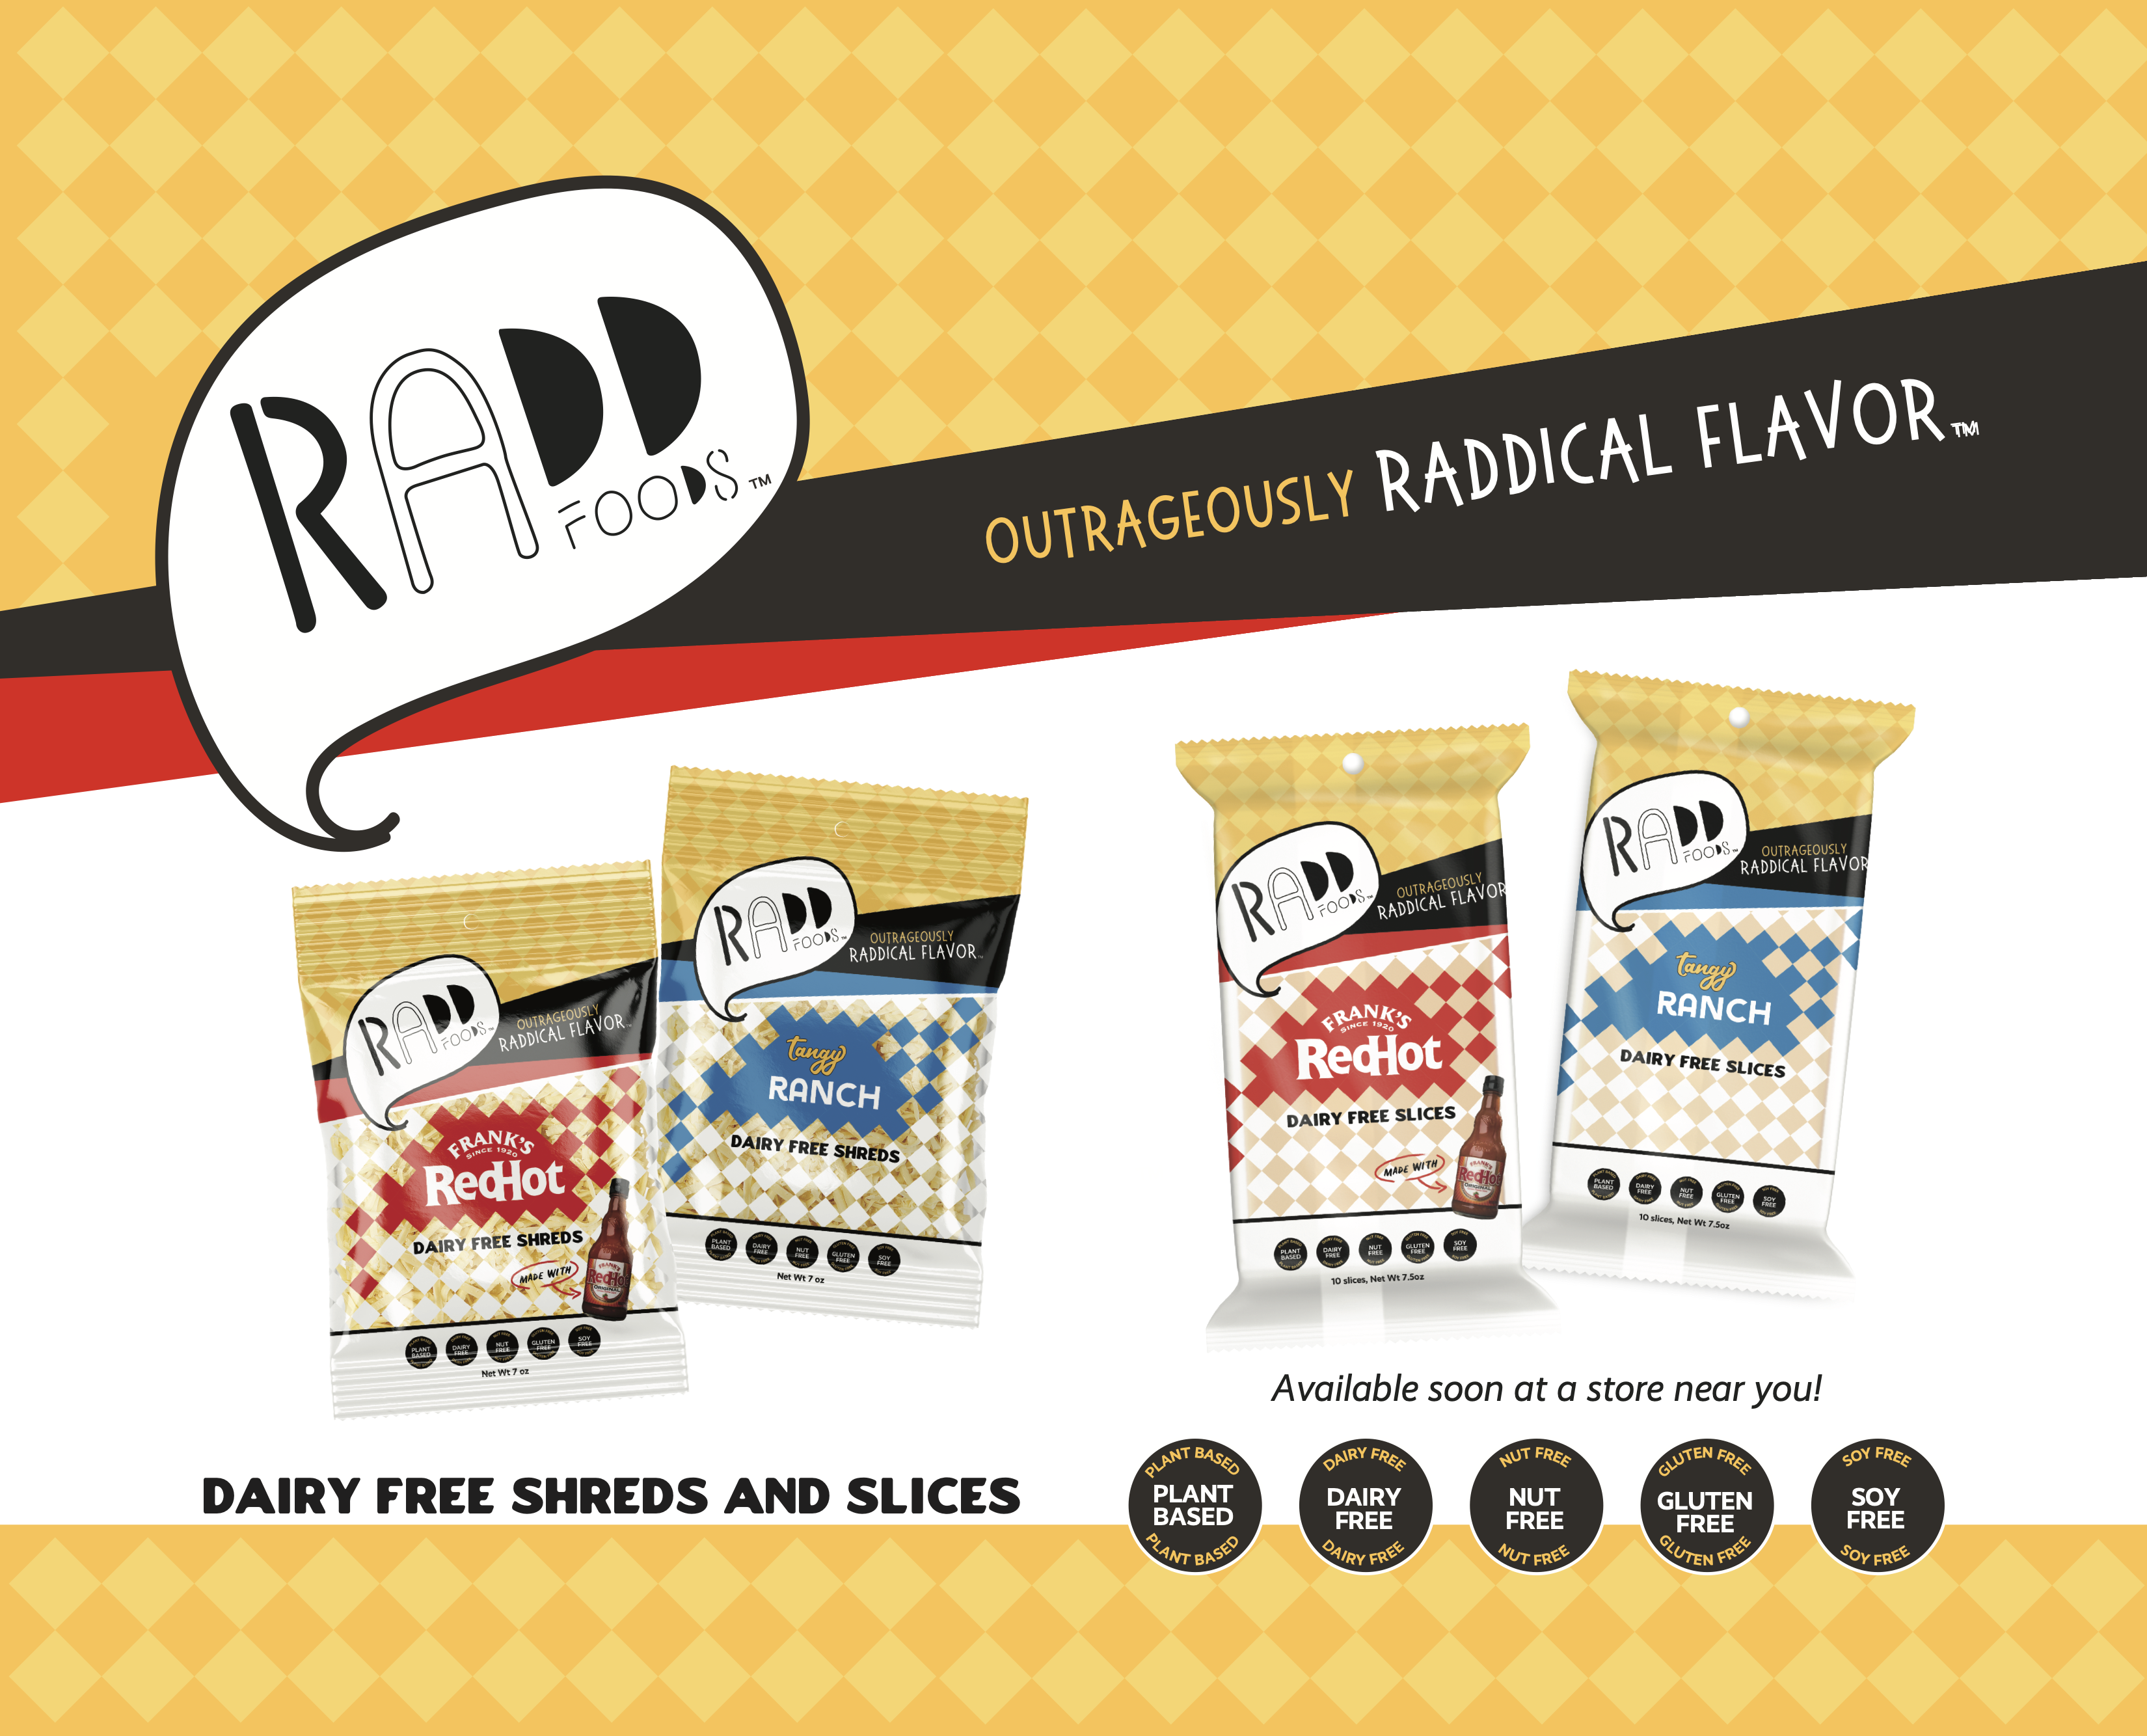 RADD
FOODS™
OUTRAGEOUSLY RADDICAL FLAVOR™
RADD
FOODS™
OUTRAGEOUSLY
RADDICAL FLAVOR™
FRANK'S
SINCE 1920
RedHot
DAIRY FREE SHREDS
MADE WITH
FRANK'S
RedHot
ORIGINAL
PLANT BASED
DAIRY FREE
NUT FREE
GLUTEN FREE
SOY FREE
Net Wt 7 oz
RADD
FOODS™
OUTRAGEOUSLY
RADDICAL FLAVOR™
tangy
RANCH
DAIRY FREE SHREDS
PLANT BASED
DAIRY FREE
NUT FREE
GLUTEN FREE
SOY FREE
Net Wt 7 oz
RADD
FOODS™
OUTRAGEOUSLY
RADDICAL FLAVOR
FRANK'S
SINCE 1920
RedHot
DAIRY FREE SLICES
MADE WITH
FRANK'S
RedHot
ORIGINAL
PLANT BASED
DAIRY FREE
NUT FREE
GLUTEN FREE
SOY FREE
10 slices, Net Wt 7.5oz
RADD
FOODS™
OUTRAGEOUSLY
RADDICAL FLAVOR
tangy
RANCH
DAIRY FREE SLICES
PLANT BASED
DAIRY FREE
NUT FREE
GLUTEN FREE
SOY FREE
10 slices, Net Wt 7.5oz
Available soon at a store near you!
DAIRY FREE SHREDS AND SLICES
PLANT BASED
PLANT
BASED
PLANT BASED
DAIRY FREE
DAIRY
FREE
DAIRY FREE
NUT FREE
NUT
FREE
NUT FREE
GLUTEN FREE
GLUTEN
FREE
GLUTEN FREE
SOY FREE
SOY
FREE
SOY FREE